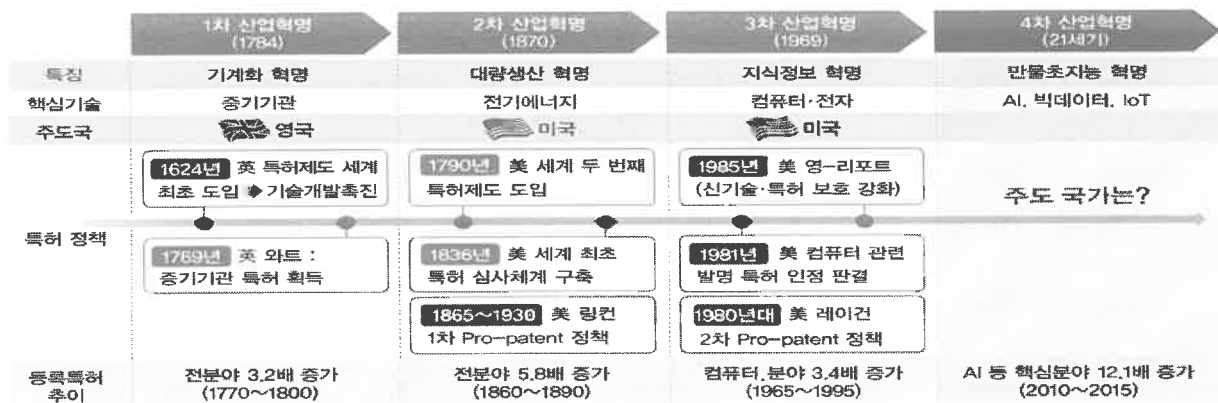 1차 산업혁명
(1784)
2차 산업혁명
(1870)
3차 산업혁명
(1969)
4차 산업혁명
(21세기)
특징
기계화 혁명
대량생산 혁명
지식정보 혁명
만물초지능 혁명
핵심기술
증기기관
전기에너지
컴퓨터·전자
AI, 빅데이터, IoT
주도국
영국
미국
미국
특허 정책
1624년 英 특허제도 세계
최초 도입 ➔ 기술개발촉진
1769년 英 와트 :
증기기관 특허 획득
1790년 美 세계 두 번째
특허제도 도입
1836년 美 세계 최초
특허 심사체계 구축
1865~1930 美 링컨
1차 Pro-patent 정책
1985년 美 영-리포트
(신기술·특허 보호 강화)
1981년 美 컴퓨터 관련
발명 특허 인정 판결
1980년대 美 레이건
2차 Pro-patent 정책
주도 국가는?
등록특허
추이
전분야 3.2배 증가
(1770~1800)
전분야 5.8배 증가
(1860~1890)
컴퓨터.분야 3.4배 증가
(1965~1995)
AI 등 핵심분야 12.1배 증가
(2010~2015)